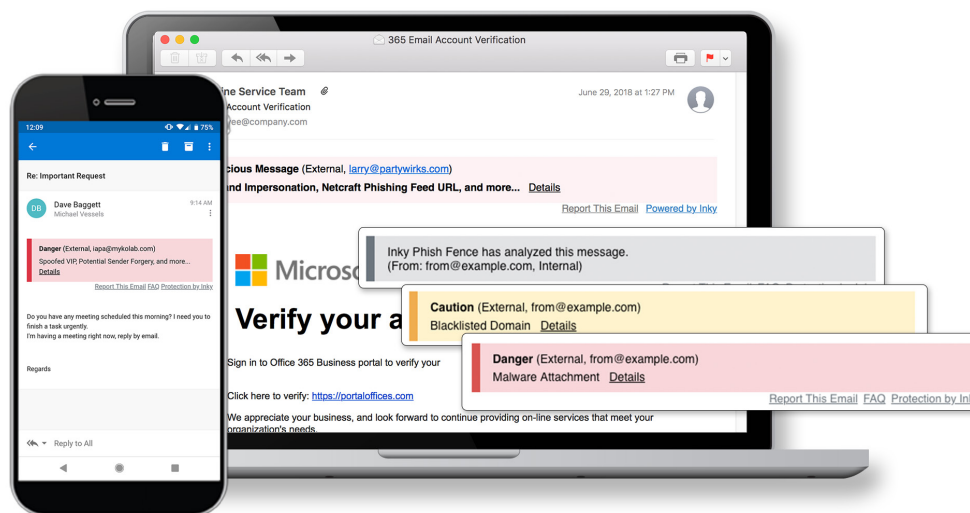 365 Email Account Verification
ine Service Team
June 29, 2018 at 1:27 PM
Account Verification
ee@company.com
cious Message (External, larry@partywirks.com)
nd Impersonation, Netcraft Phishing Feed URL, and more... Details
Report This Email Powered by Inky
Microso
Verify your a
Sign in to Office 365 Business portal to verify your
Click here to verify: https://portaloffices.com
We appreciate your business, and look forward to continue providing on-line services that meet your
organization's needs.
12:09
75%
Re: Important Request
DB
Dave Baggett
9:14 AM
Michael Vessels
Danger (External, iapa@mykolab.com)
Spoofed VIP, Potential Sender Forgery, and more...
Details
Report This Email FAQ Protection by Inky
Do you have any meeting scheduled this morning? I need you to
finish a task urgently.
I'm having a meeting right now, reply by email.
Regards
Reply to All
Inky Phish Fence has analyzed this message.
(From: from@example.com, Internal)
Caution (External, from@example.com)
Blacklisted Domain Details
Danger (External, from@example.com)
Malware Attachment Details
Report This Email FAQ Protection by In